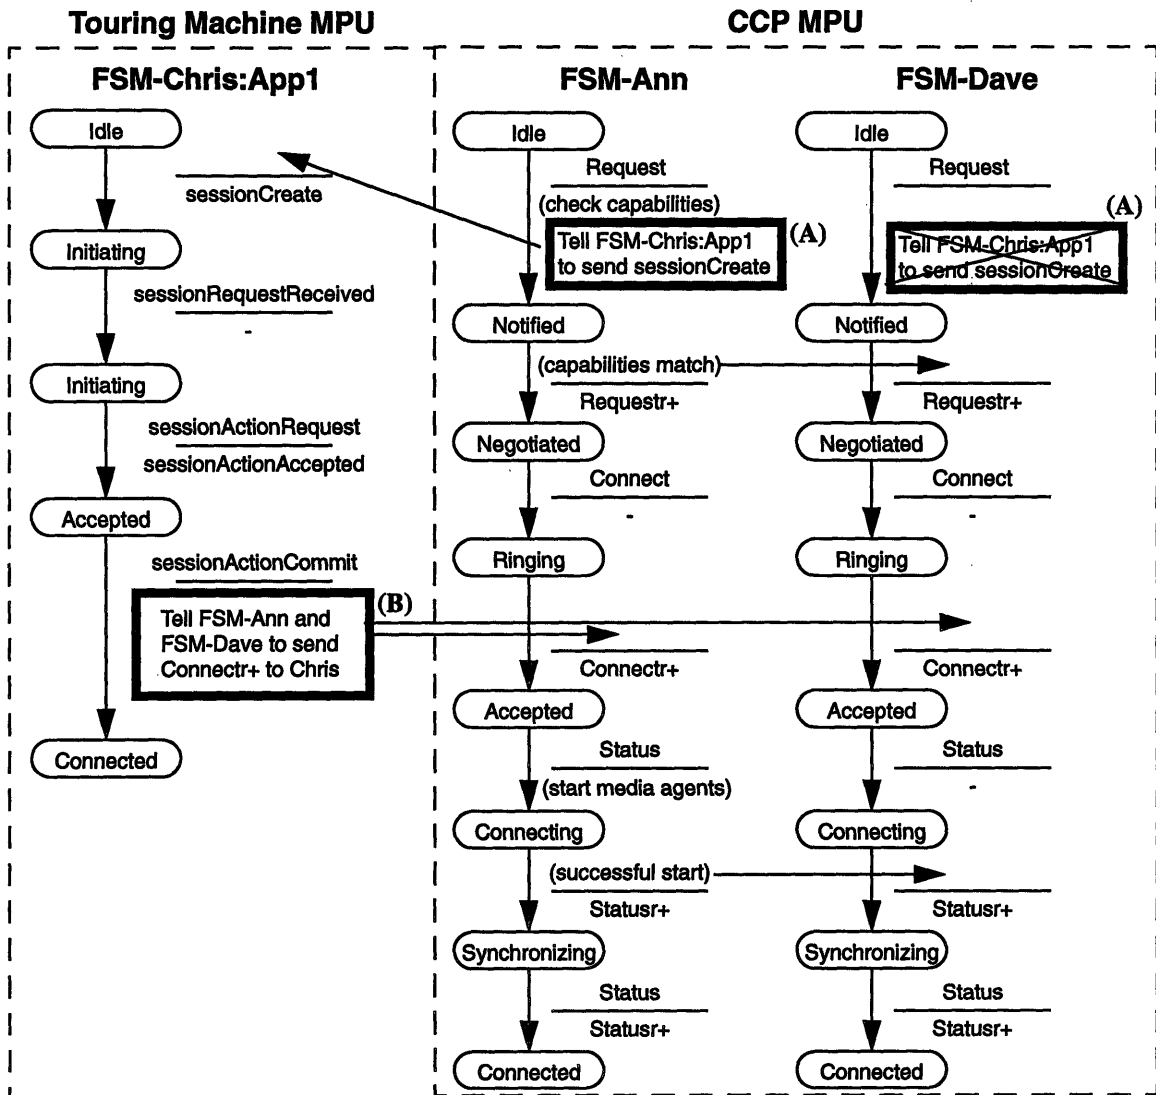 Touring Machine MPU
CCP MPU
FSM-Chris:App1
Idle
sessionCreate
Initiating
sessionRequestReceived
-
Initiating
sessionActionRequest
sessionActionAccepted
Accepted
sessionActionCommit
Tell FSM-Ann and
FSM-Dave to send
Connectr+ to Chris
(B)
Connected
FSM-Ann
Idle
Request
(check capabilities)
Tell FSM-Chris:App1
to send sessionCreate
(A)
Notified
(capabilities match)
Requestr+
Negotiated
Connect
-
Ringing
Connectr+
Accepted
Status
(start media agents)
Connecting
(successful start)
Statusr+
Synchronizing
Status
Statusr+
Connected
FSM-Dave
Idle
Request
(A)
Tell FSM-Chris:App1
to send sessionCreate
Notified
Requestr+
Negotiated
Connect
-
Ringing
Connectr+
Accepted
Status
-
Connecting
Statusr+
Synchronizing
Status
Statusr+
Connected